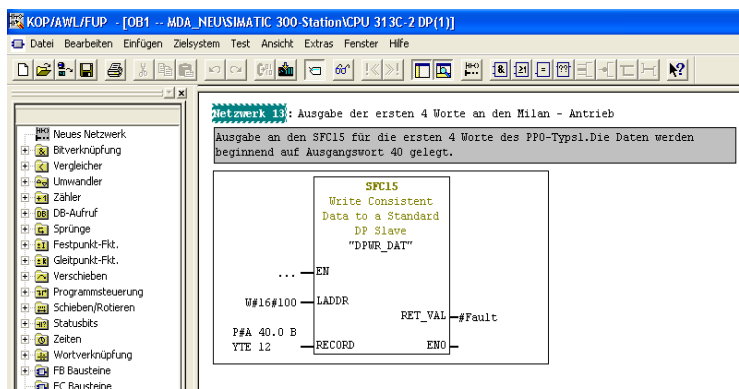 KOP/AWL/FUP - [OB1 -- MDA_NEU\SIMATIC 300-Station\CPU 313C-2 DP(1)]
Datei Bearbeiten Einfügen Zielsystem Test Ansicht Extras Fenster Hilfe
Neues Netzwerk
Bitverknüpfung
Vergleicher
Umwandler
Zähler
DB-Aufruf
Sprünge
Festpunkt-Fkt.
Gleitpunkt-Fkt.
Verschieben
Programmsteuerung
Schieben/Rotieren
Statusbits
Zeiten
Wortverknüpfung
FB Bausteine
FC Bausteine
Netzwerk 13: Ausgabe der ersten 4 Worte an den Milan - Antrieb
Ausgabe an den SFC15 für die ersten 4 Worte des PPO-Typs1.Die Daten werden
beginnend auf Ausgangswort 40 gelegt.
SFC15
Write Consistent
Data to a Standard
DP Slave
"DPWR_DAT"
... EN
W#16#100 LADDR
RET_VAL #Fault
P#A 40.0 B
YTE 12 RECORD ENO